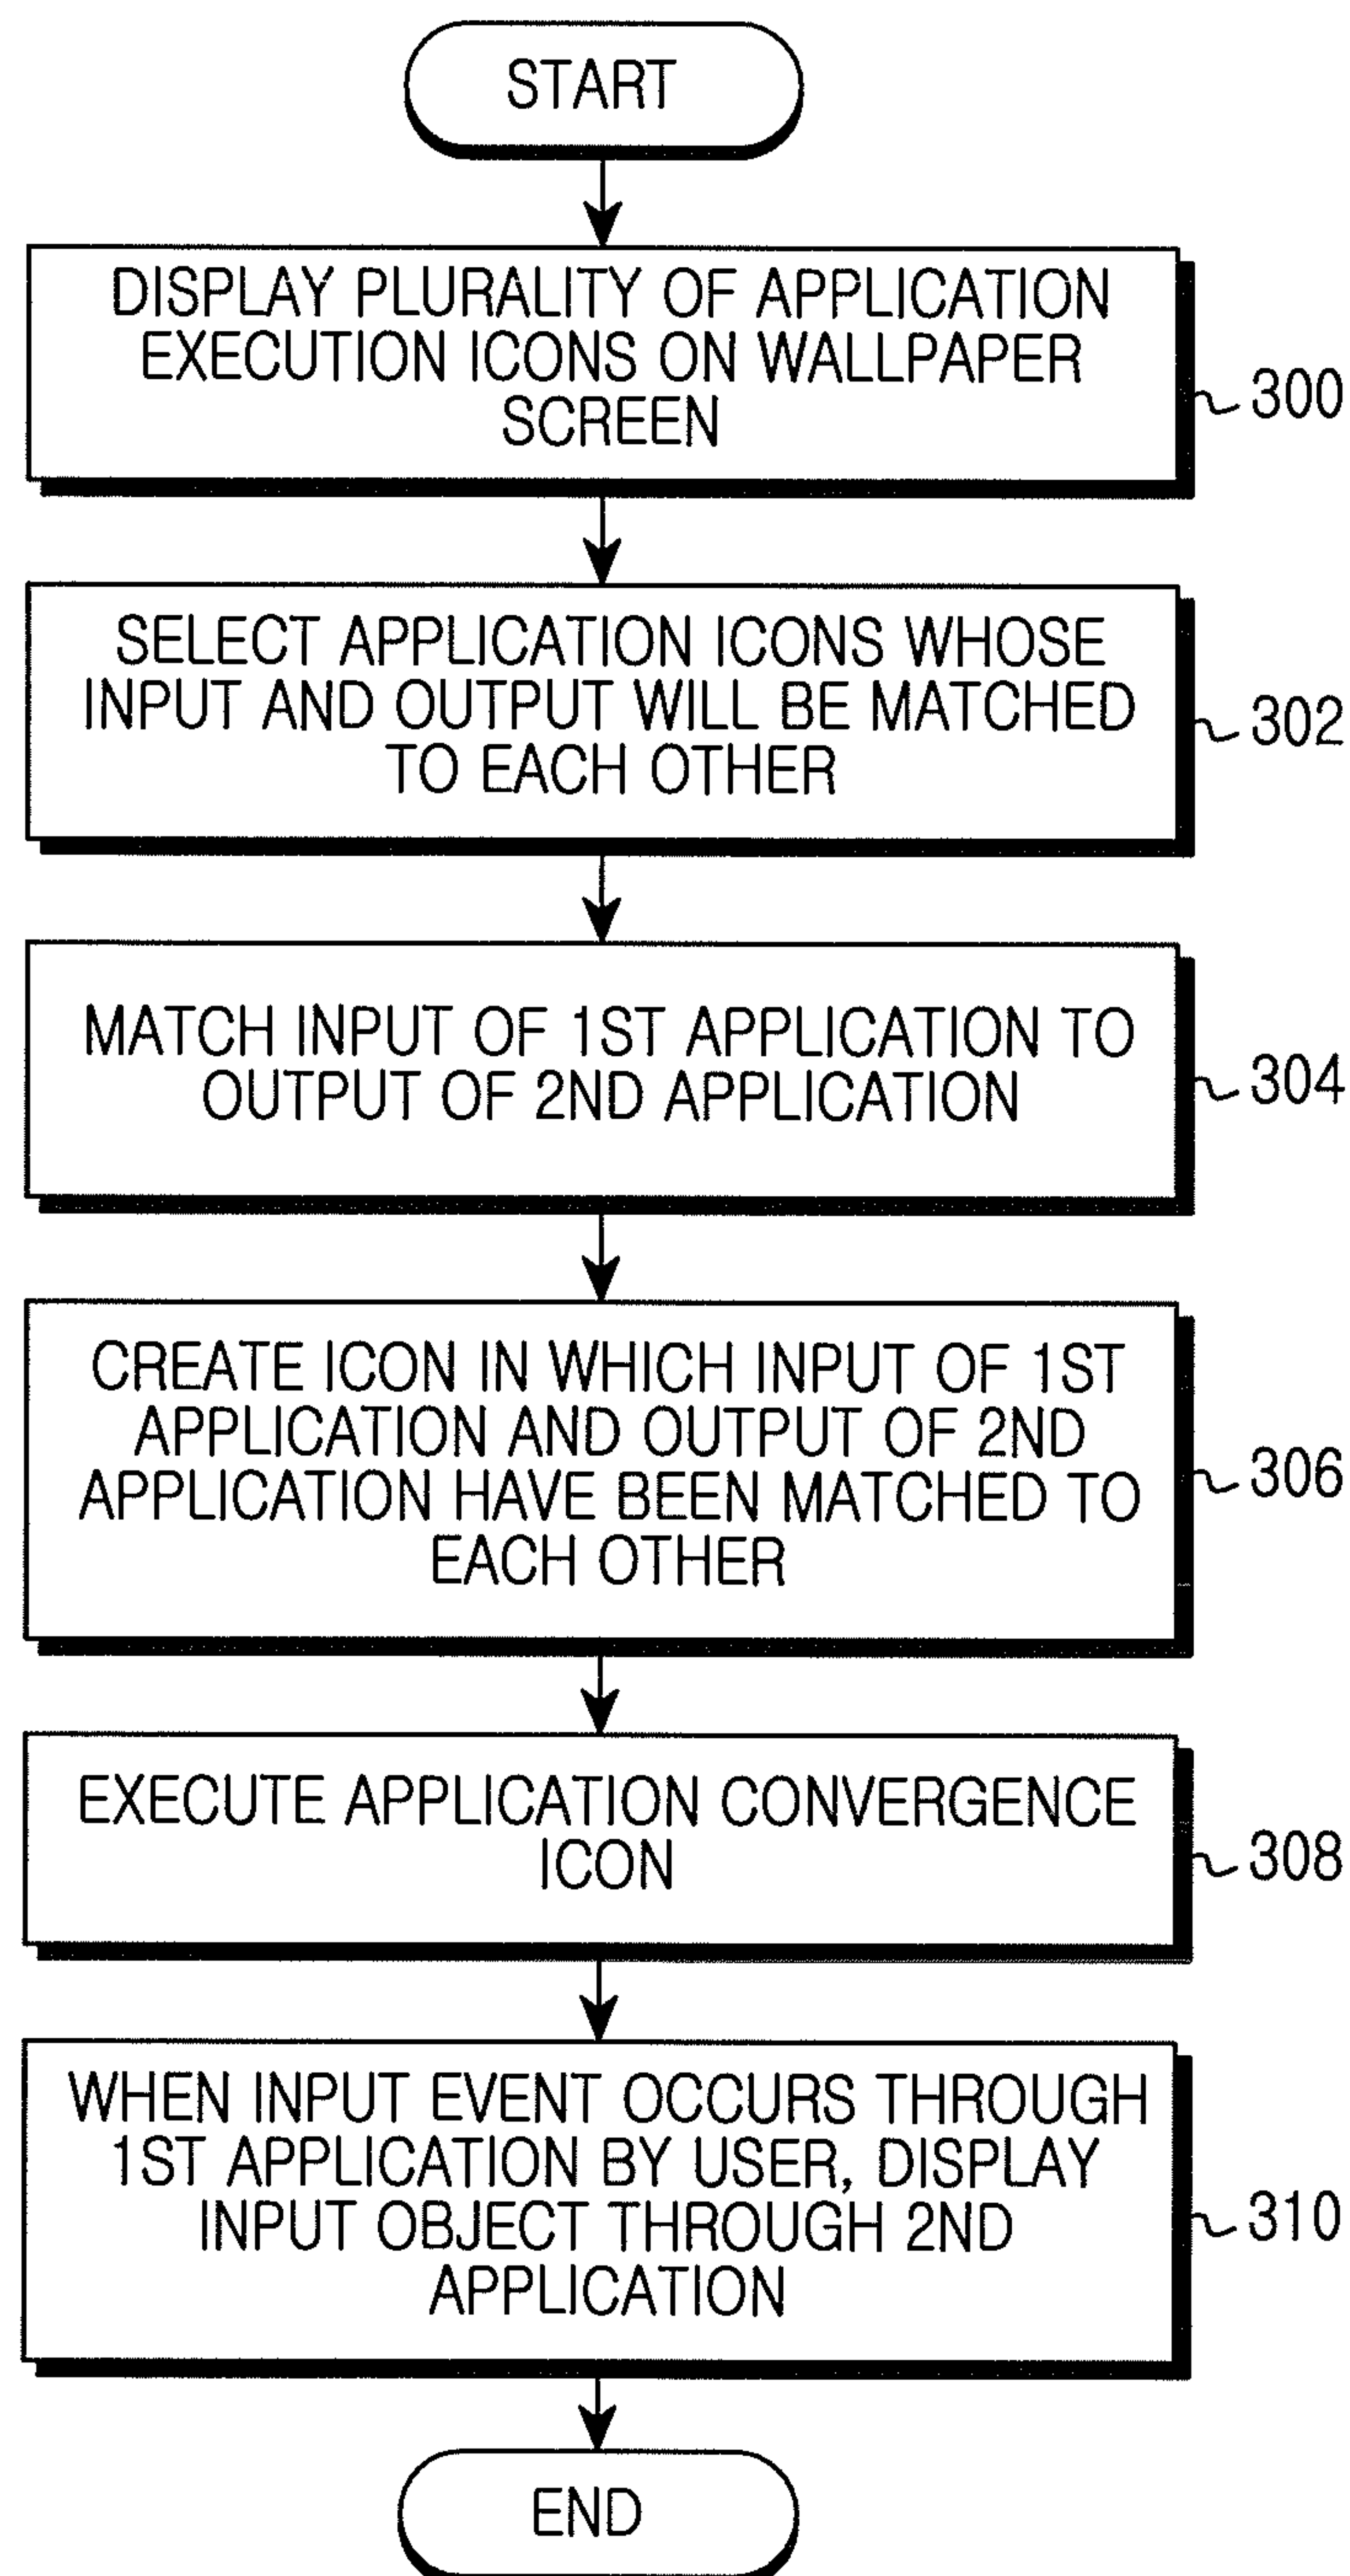 START
DISPLAY PLURALITY OF APPLICATION
EXECUTION ICONS ON WALLPAPER
SCREEN
300
SELECT APPLICATION ICONS WHOSE
INPUT AND OUTPUT WILL BE MATCHED
TO EACH OTHER
302
MATCH INPUT OF 1ST APPLICATION TO
OUTPUT OF 2ND APPLICATION
304
CREATE ICON IN WHICH INPUT OF 1ST
APPLICATION AND OUTPUT OF 2ND
APPLICATION HAVE BEEN MATCHED TO
EACH OTHER
306
EXECUTE APPLICATION CONVERGENCE
ICON
308
WHEN INPUT EVENT OCCURS THROUGH
1ST APPLICATION BY USER, DISPLAY
INPUT OBJECT THROUGH 2ND
APPLICATION
310
END